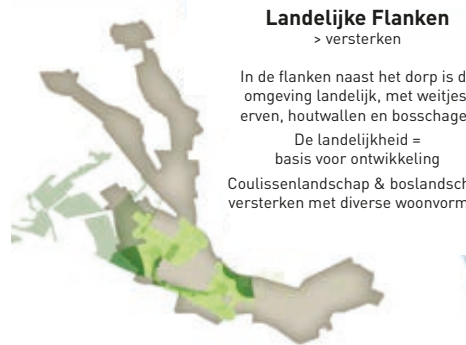 Landelijke Flanken
> versterken
In de flanken naast het dorp is d
omgeving landelijk, met weitjes
erven, houtwallen en bosschage
De landelijkheid =
basis voor ontwikkeling
Coulissenlandschap & boslandsch
versterken met diverse woonvorm